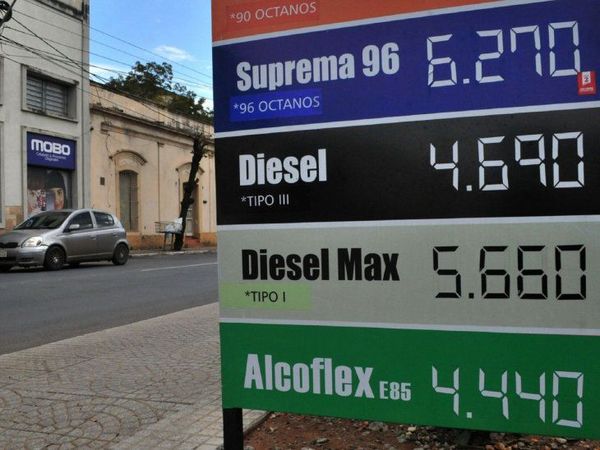 *90 OCTANOS
Suprema 96 6.270
*96 OCTANOS
Diesel 4.690
*TIPO III
Diesel Max 5.660
*TIPO I
Alcoflex E85 4.440
MOBO